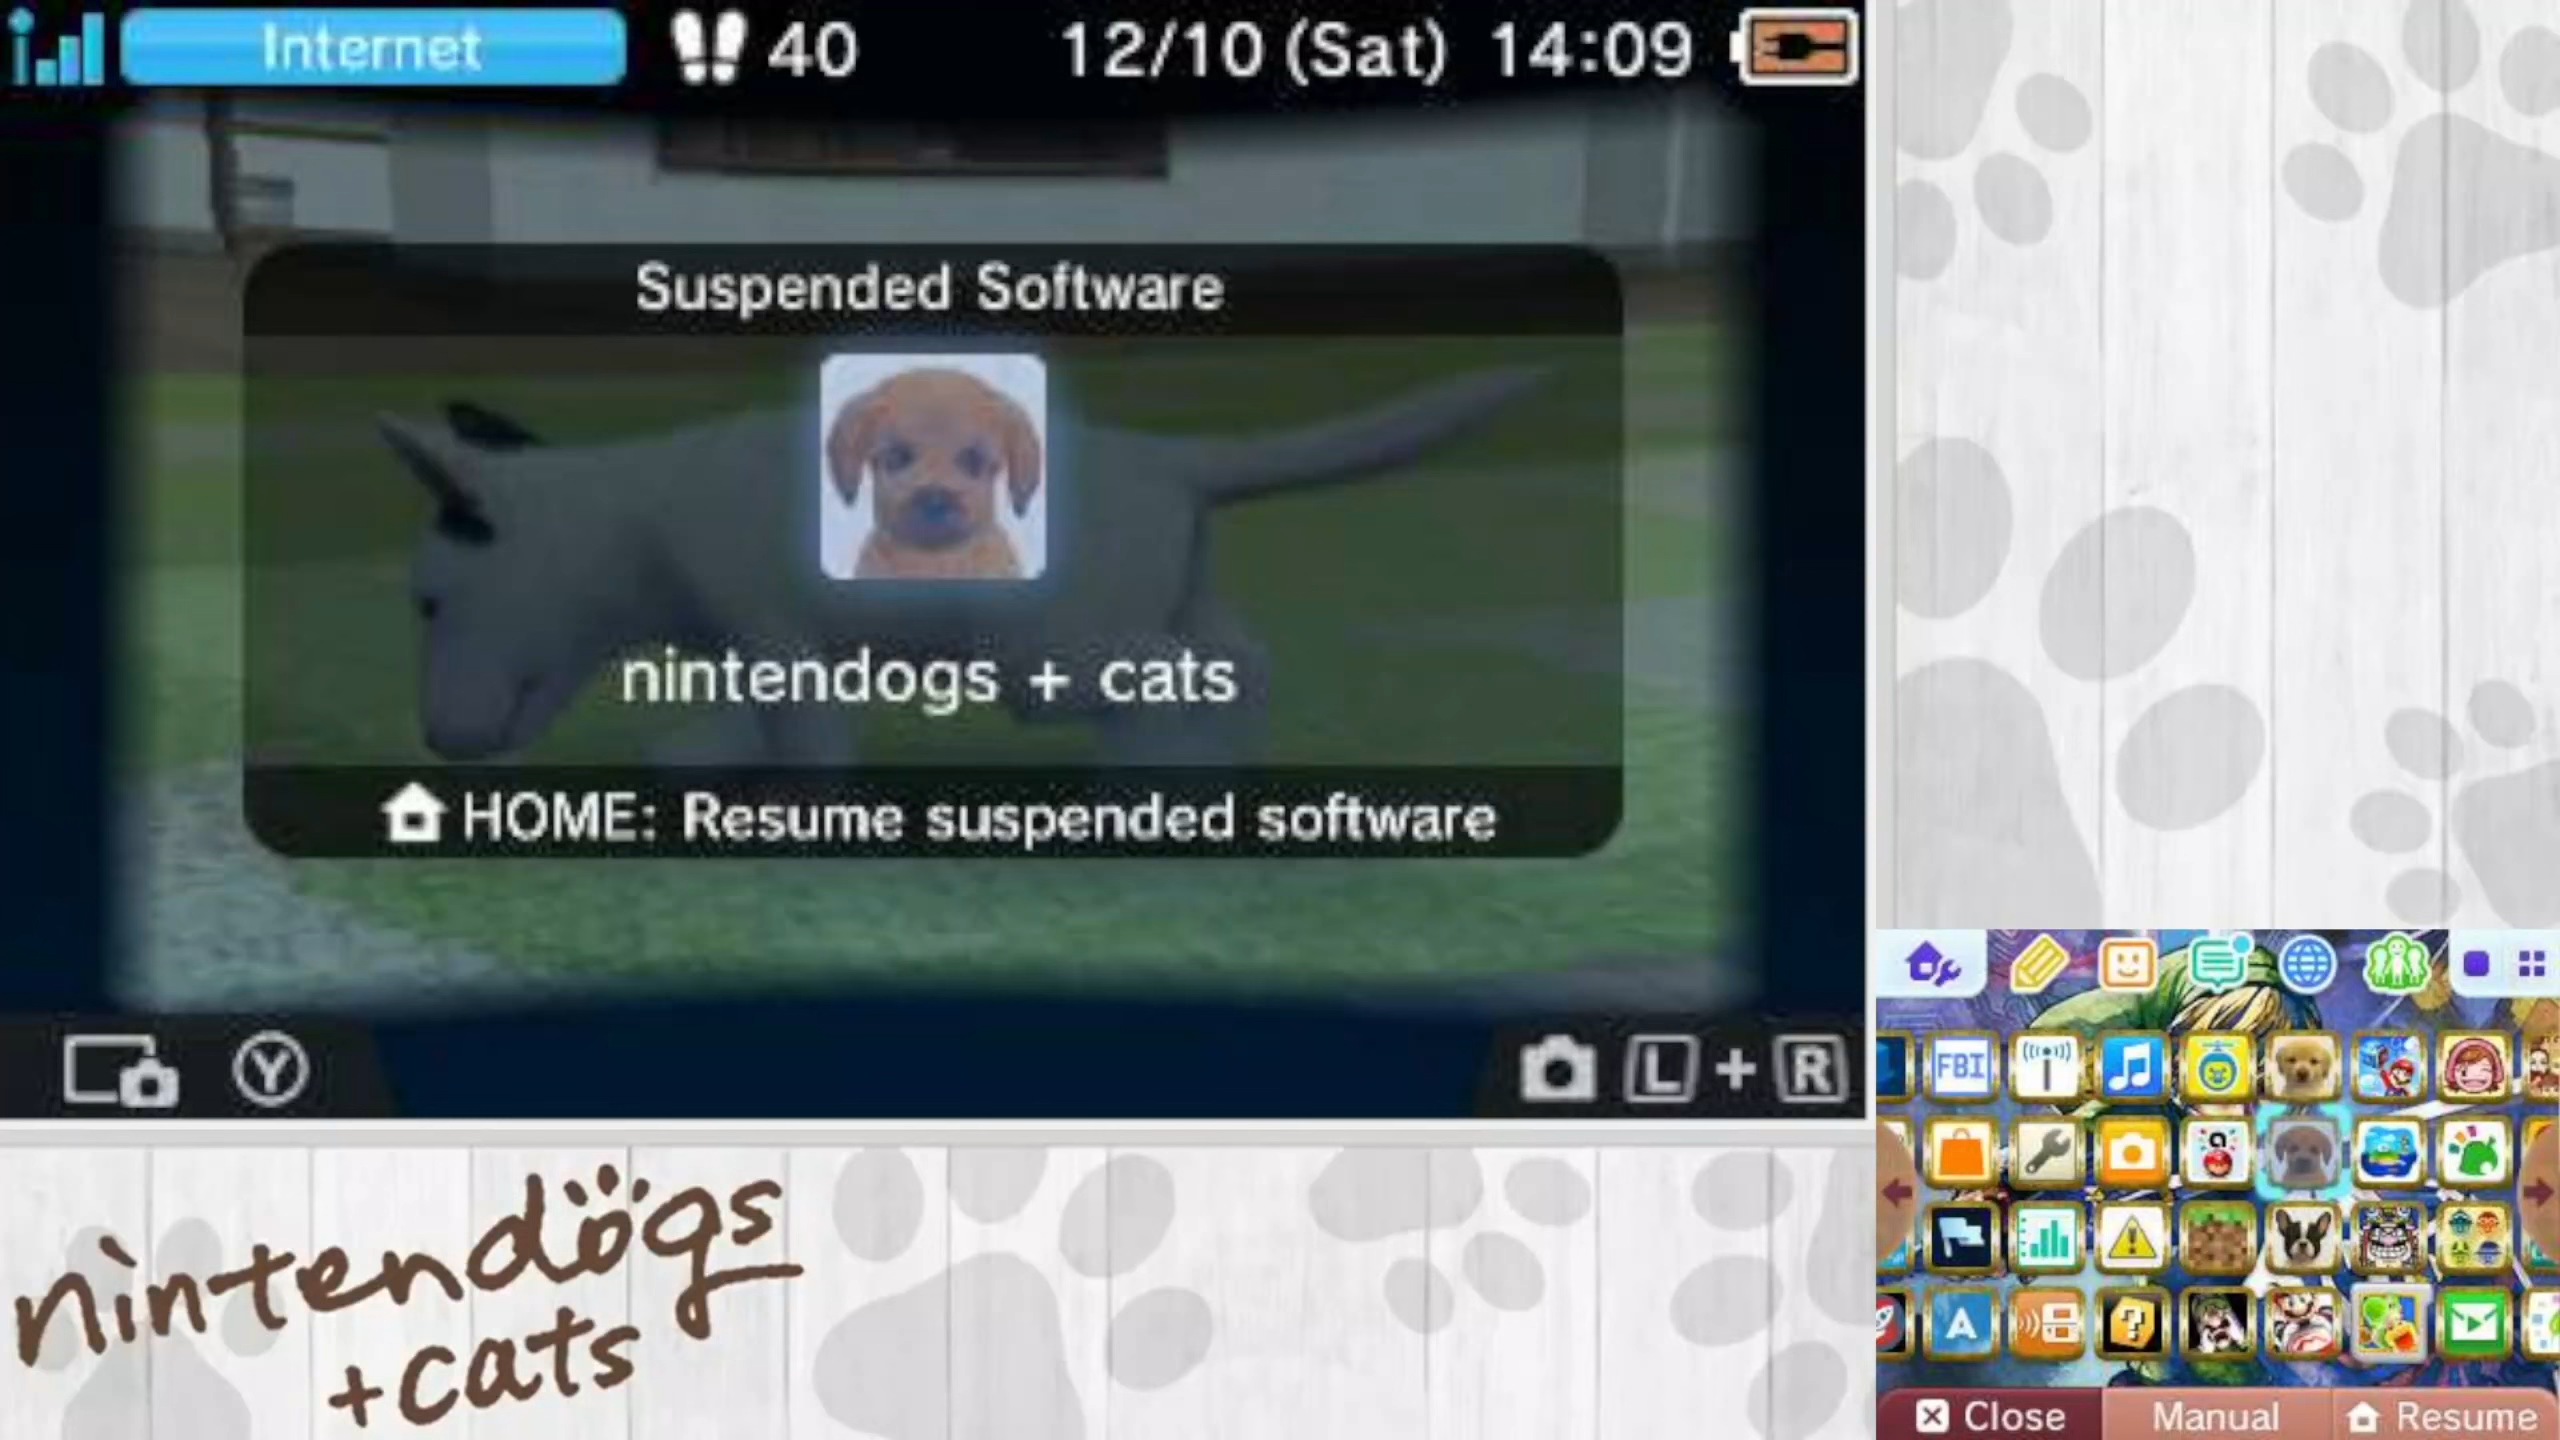 Internet 40 12/10 (Sat) 14:09
Suspended Software
nintendogs + cats
HOME: Resume suspended software
Y L + R
nintendogs
+cats
FBI
A
Close Manual Resume